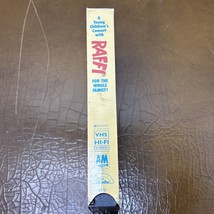 A
Young
Children's
Concert
with
RAFFI
FOR THE
WHOLE
FAMILY!
VHS
HI-FI
A&M